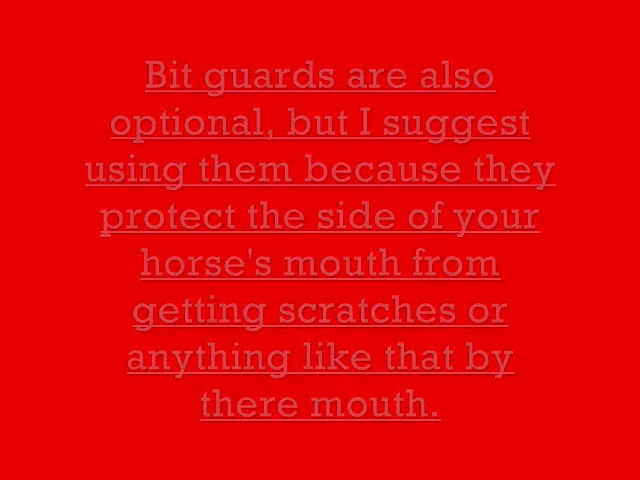 Bit guards are also
optional, but I suggest
using them because they
protect the side of your
horse's mouth from
getting scratches or
anything like that by
there mouth.